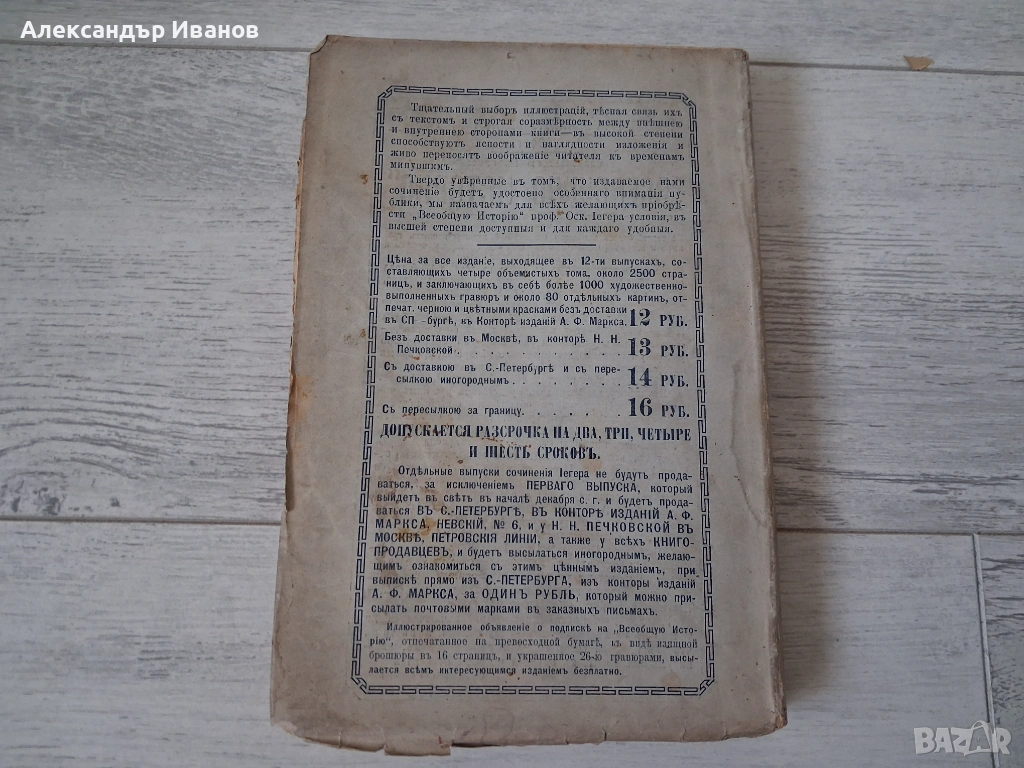 Александър Иванов
Тщательный выборъ иллюстрацій, тѣсная связь ихъ
съ текстомъ и строгая соразмѣрность между внѣшнею
и внутреннею сторонами книги—въ высокой степени
способствуютъ ясности и наглядности изложенія и
живо переносятъ воображеніе читателя къ временамъ
минувшимъ.
Твердо увѣренные въ томъ, что издаваемое нами
сочиненіе будетъ удостоено особеннаго вниманія пу-
блики, мы назначаемъ для всѣхъ желающихъ пріобрѣ-
сти „Всеобщую Исторію“ проф. Оск. Іегера условія, въ
высшей степени доступныя и для каждаго удобныя.
Цѣна за все изданіе, выходящее въ 12-ти выпускахъ, со-
ставляющихъ четыре объемистыхъ тома, около 2500 стра-
ницъ, и заключающихъ въ себѣ болѣе 1000 художественно-
выполненныхъ гравюръ и около 80 отдѣльныхъ картинъ, от-
печат. черною и цвѣтными красками безъ доставки
въ СП -бургѣ, въ Конторѣ изданій А. Ф. Маркса. 12 РУБ.
Безъ доставки въ Москвѣ, въ конторѣ Н. Н.
Печковской . . . . . . . . . . . 13 РУБ.
Съ доставкою въ С.-Петербургѣ и съ пере-
сылкою иногороднымъ . . . . . . . . 14 РУБ.
Съ пересылкою за границу. . . . . . . 16 РУБ.
ДОПУСКАЕТСЯ РАЗСРОЧКА НА ДВА, ТРИ, ЧЕТЫРЕ
И ШЕСТЬ СРОКОВЪ.
Отдѣльные выпуски сочиненія Іегера не будутъ прода-
ваться, за исключеніемъ ПЕРВАГО ВЫПУСКА, который
выйдетъ въ свѣтъ въ началѣ декабря с. г. и будетъ прода-
ваться ВЪ С.-ПЕТЕРБУРГѢ, ВЪ КОНТОРѢ ИЗДАНІЙ А. Ф.
МАРКСА, НЕВСКІЙ, № 6, и у Н. Н. ПЕЧКОВСКОЙ ВЪ
МОСКВѢ, ПЕТРОВСКІЯ ЛИНІИ, а также у всѣхъ КНИГО-
ПРОДАВЦЕВЪ, и будетъ высылаться иногороднымъ, желаю-
щимъ ознакомиться съ этимъ цѣннымъ изданіемъ, при
выпискѣ прямо изъ С.-ПЕТЕРБУРГА, изъ конторы изданій
А. Ф. МАРКСА, за ОДИНЪ РУБЛЬ, который можно при-
сылать почтовыми марками въ заказныхъ письмахъ.
Иллюстрированное объявленіе о подпискѣ на „Всеобщую Исто-
рію“, отпечатанное на превосходной бумагѣ, въ видѣ изящной
брошюры въ 16 страницъ, и украшенное 26-ю гравюрами, высы-
лается всѣмъ интересующимся изданіемъ безплатно.
BAZAR